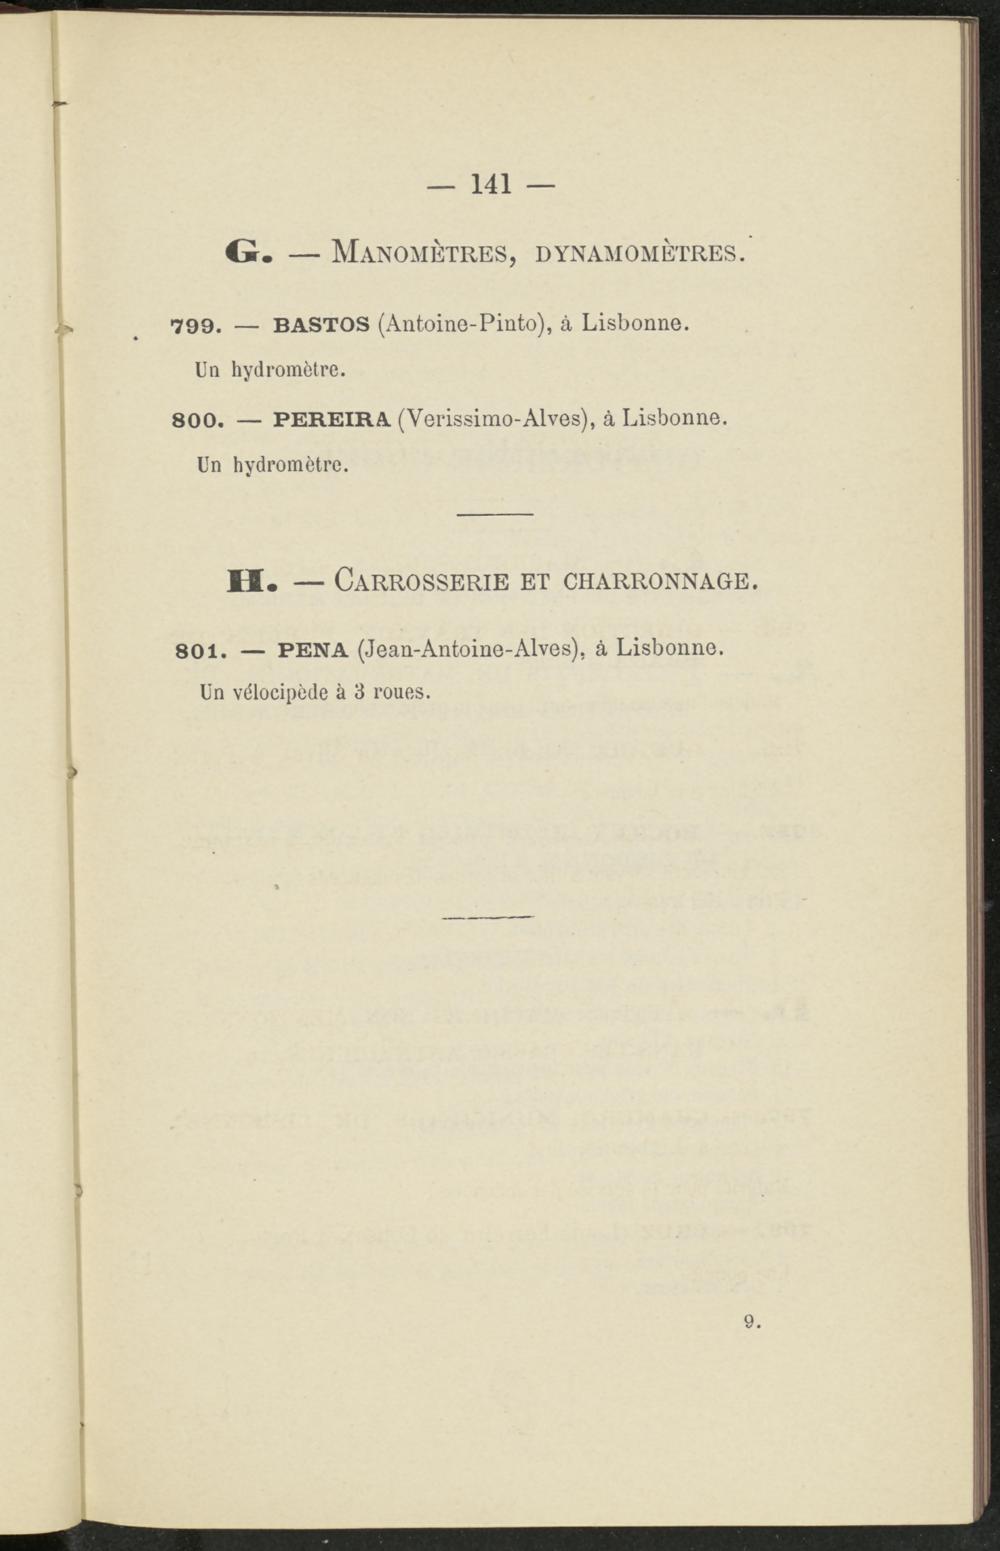 — 141 —
G. — MANOMÈTRES, DYNAMOMÈTRES.
799. — BASTOS (Antoine-Pinto), à Lisbonne.
Un hydromètre.
800. — PEREIRA (Verissimo-Alves), à Lisbonne.
Un hydromètre.
H. — CARROSSERIE ET CHARRONNAGE.
801. — PENA (Jean-Antoine-Alves), à Lisbonne.
Un vélocipède à 3 roues.
9.